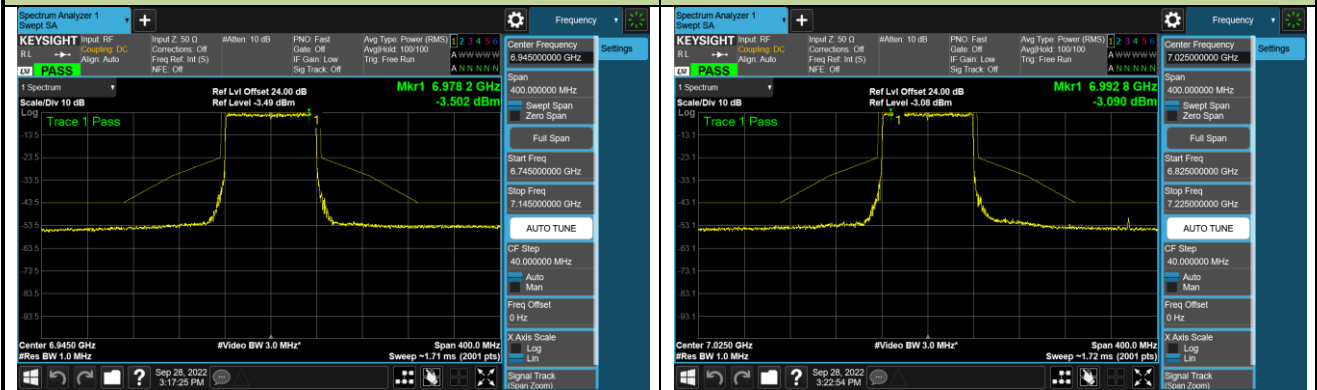 Spectrum Analyzer 1
Swept SA
+
Frequency
KEYSIGHT
Input: RF
Input Z: 50 Ω
#Atten: 10 dB
PNO: Fast
Avg Type: Power (RMS)
1 2 3 4 5 6
RL
Coupling: DC
Corrections: Off
Gate: Off
Avg|Hold: 100/100
A W W W W W
Align: Auto
Freq Ref: Int (S)
IF Gain: Low
Trig: Free Run
LXI
PASS
NFE: Off
Sig Track: Off
A N N N N N
1 Spectrum
Scale/Div 10 dB
Ref Lvl Offset 24.00 dB
Ref Level -3.49 dBm
Mkr1 6.978 2 GHz
-3.502 dBm
Log
Trace 1 Pass
1
-13.5
-23.5
-33.5
-43.5
-53.5
-63.5
-73.5
-83.5
-93.5
Center 6.9450 GHz
#Video BW 3.0 MHz*
Span 400.0 MHz
#Res BW 1.0 MHz
Sweep ~1.71 ms (2001 pts)
Sep 28, 2022
3:17:25 PM
Center Frequency
6.945000000 GHz
Settings
Span
400.000000 MHz
Swept Span
Zero Span
Full Span
Start Freq
6.745000000 GHz
Stop Freq
7.145000000 GHz
AUTO TUNE
CF Step
40.000000 MHz
Auto
Man
Freq Offset
0 Hz
X Axis Scale
Log
Lin
Signal Track
(Span Zoom)
Spectrum Analyzer 1
Swept SA
+
Frequency
KEYSIGHT
Input: RF
Input Z: 50 Ω
#Atten: 10 dB
PNO: Fast
Avg Type: Power (RMS)
1 2 3 4 5 6
RL
Coupling: DC
Corrections: Off
Gate: Off
Avg|Hold: 100/100
A W W W W W
Align: Auto
Freq Ref: Int (S)
IF Gain: Low
Trig: Free Run
LXI
PASS
NFE: Off
Sig Track: Off
A N N N N N
1 Spectrum
Scale/Div 10 dB
Ref Lvl Offset 24.00 dB
Ref Level -3.08 dBm
Mkr1 6.992 8 GHz
-3.090 dBm
Log
Trace 1 Pass
1
-13.1
-23.1
-33.1
-43.1
-53.1
-63.1
-73.1
-83.1
-93.1
Center 7.0250 GHz
#Video BW 3.0 MHz*
Span 400.0 MHz
#Res BW 1.0 MHz
Sweep ~1.72 ms (2001 pts)
Sep 28, 2022
3:22:54 PM
Center Frequency
7.025000000 GHz
Settings
Span
400.000000 MHz
Swept Span
Zero Span
Full Span
Start Freq
6.825000000 GHz
Stop Freq
7.225000000 GHz
AUTO TUNE
CF Step
40.000000 MHz
Auto
Man
Freq Offset
0 Hz
X Axis Scale
Log
Lin
Signal Track
(Span Zoom)